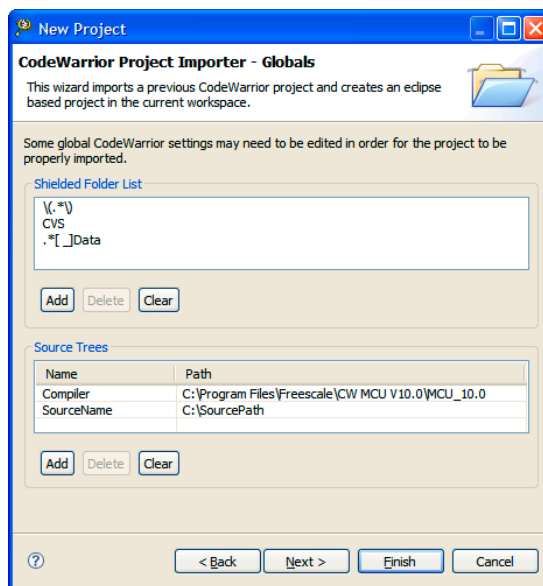 New Project
CodeWarrior Project Importer - Globals
This wizard imports a previous CodeWarrior project and creates an eclipse
based project in the current workspace.
Some global CodeWarrior settings may need to be edited in order for the project to be
properly imported.
Shielded Folder List
\(.*\)
CVS
.*[ _]Data
Add Delete Clear
Source Trees
Name Path
Compiler C:\Program Files\Freescale\CW MCU V10.0\MCU_10.0
SourceName C:\SourcePath
Add Delete Clear
? < Back Next > Finish Cancel